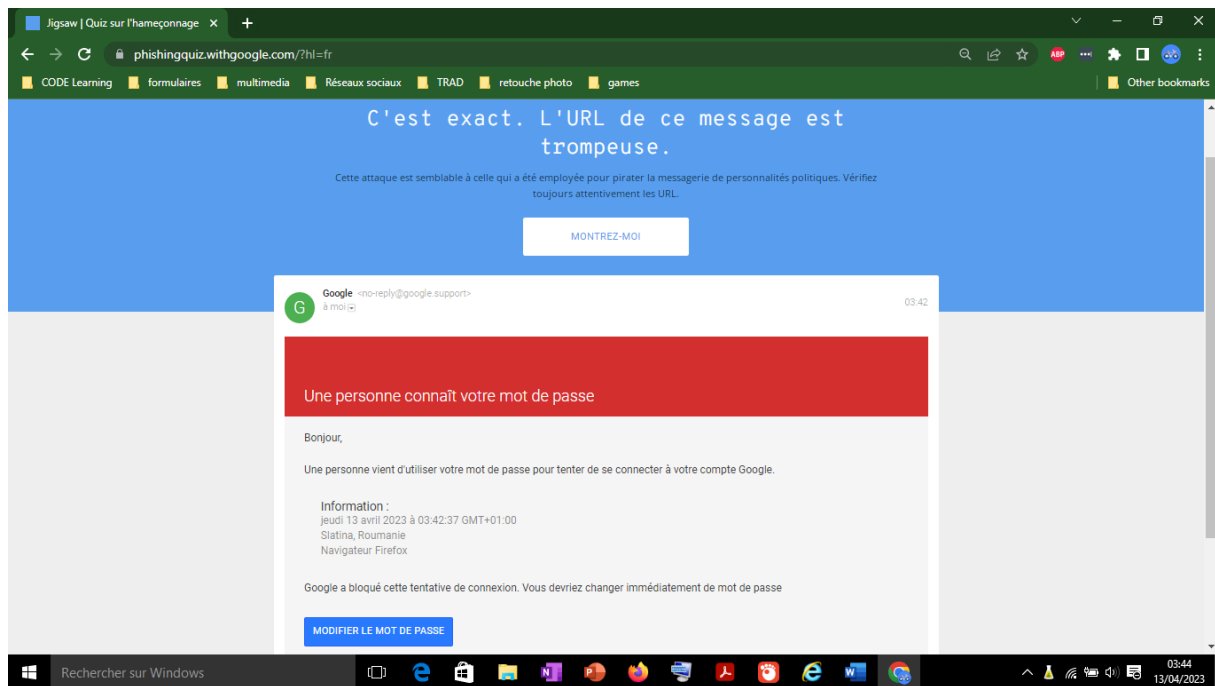 Jigsaw | Quiz sur l'hameçonnage
phishingquiz.withgoogle.com/?hl=fr
ABP
CODE Learning formulaires multimedia Réseaux sociaux TRAD retouche photo games Other bookmarks
C'est exact. L'URL de ce message est
trompeuse.
Cette attaque est semblable à celle qui a été employée pour pirater la messagerie de personnalités politiques. Vérifiez
toujours attentivement les URL.
MONTREZ-MOI
G
Google <no-reply@google.support>
à moi
03:42
Une personne connaît votre mot de passe
Bonjour,
Une personne vient d'utiliser votre mot de passe pour tenter de se connecter à votre compte Google.
Information :
jeudi 13 avril 2023 à 03:42:37 GMT+01:00
Slatina, Roumanie
Navigateur Firefox
Google a bloqué cette tentative de connexion. Vous devriez changer immédiatement de mot de passe
MODIFIER LE MOT DE PASSE
Rechercher sur Windows
03:44
13/04/2023